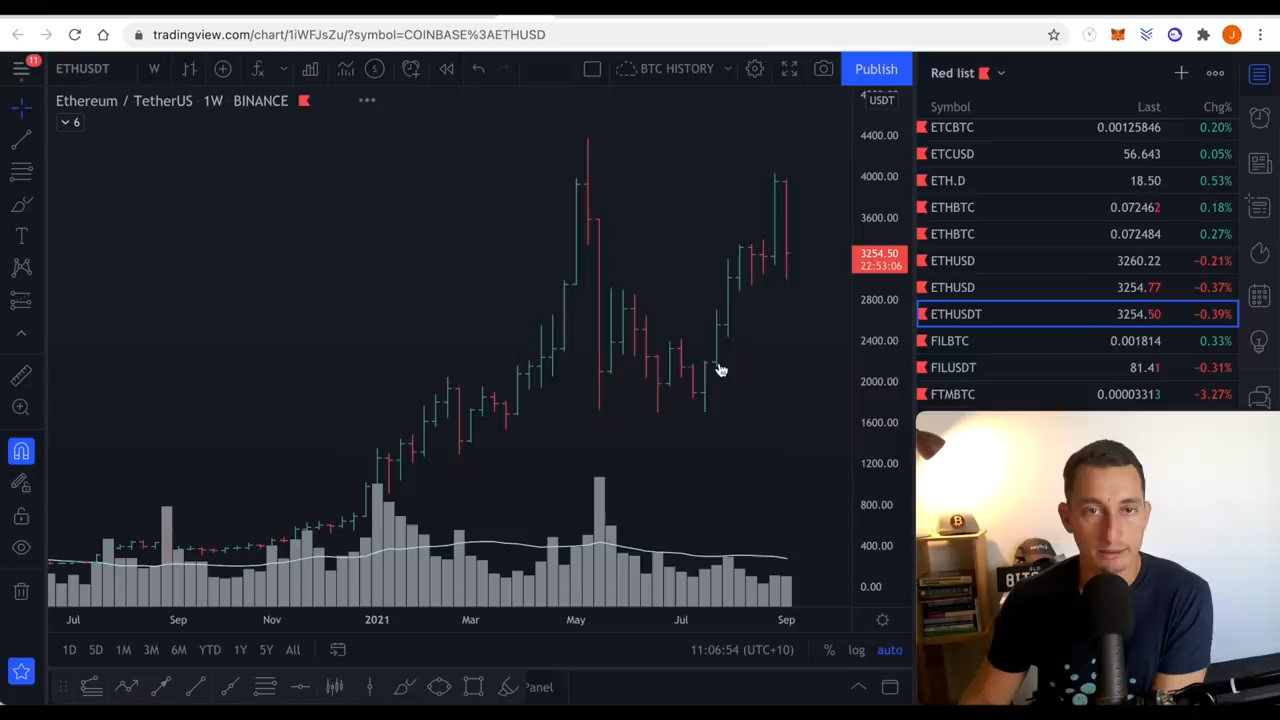 tradingview.com/chart/1iWFJsZu/?symbol=COINBASE%3AETHUSD
J
11
ETHUSDT
W
S
BTC HISTORY
Publish
Red list
Ethereum / TetherUS · 1W · BINANCE
USDT
6
Symbol Last Chg%
ETCBTC 0.00125846 0.20%
ETCUSD 56.643 0.05%
ETH.D 18.50 0.53%
ETHBTC 0.072462 0.18%
ETHBTC 0.072484 0.27%
ETHUSD 3260.22 −0.21%
ETHUSD 3254.77 −0.37%
ETHUSDT 3254.50 −0.39%
FILBTC 0.001814 0.33%
FILUSDT 81.41 −0.31%
FTMBTC 0.00003313 −3.27%
4400.00
4000.00
3600.00
3254.50
22:53:06
2800.00
2400.00
2000.00
1600.00
1200.00
800.00
400.00
0.00
Jul Sep Nov 2021 Mar May Jul Sep
1D 5D 1M 3M 6M YTD 1Y 5Y All
11:06:54 (UTC+10)
% log auto
Panel
OLD